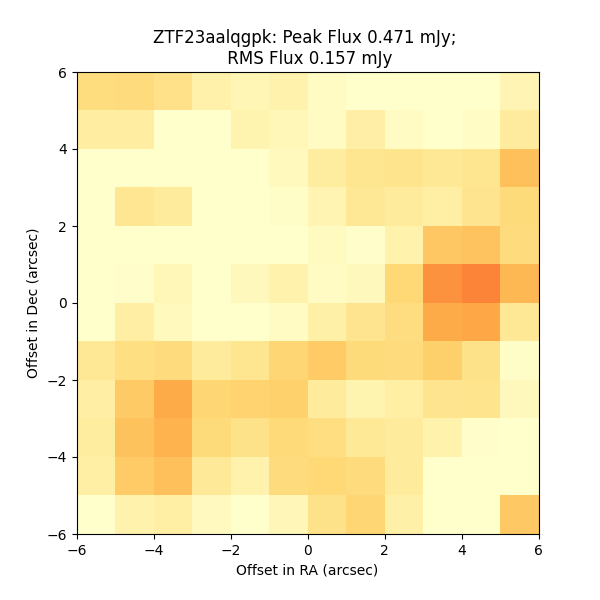 ZTF23aalqgpk: Peak Flux 0.471 mJy;
RMS Flux 0.157 mJy
6
4
2
0
−2
−4
−6
Offset in Dec (arcsec)
−6 −4 −2 0 2 4 6
Offset in RA (arcsec)